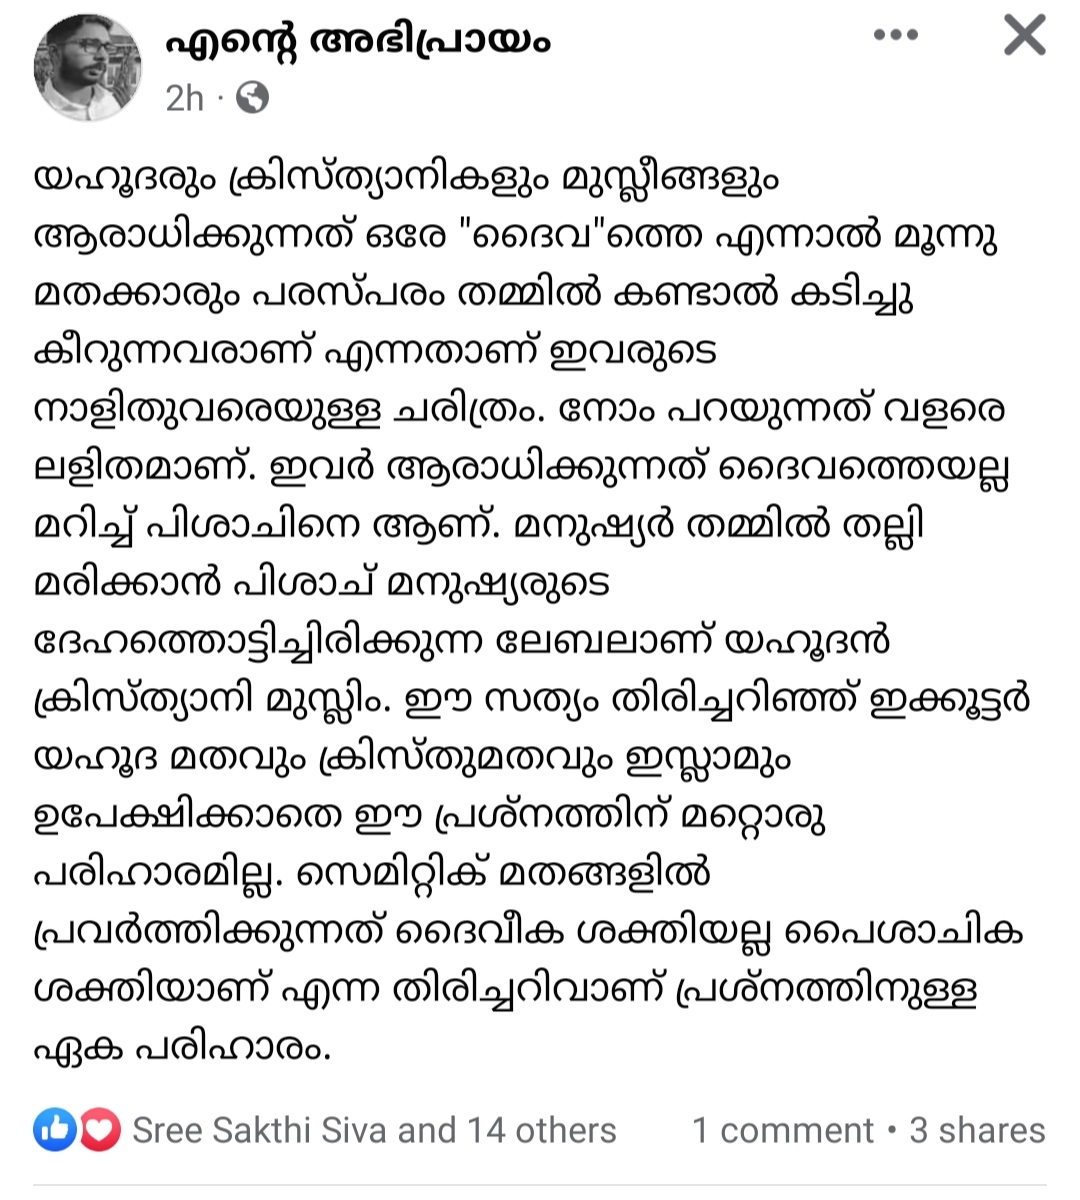 എന്റെ അഭിപ്രായം
2h ·
യഹൂദരും ക്രിസ്ത്യാനികളും മുസ്ലീങ്ങളും
ആരാധിക്കുന്നത് ഒരേ "ദൈവ"ത്തെ എന്നാൽ മൂന്നു
മതക്കാരും പരസ്പരം തമ്മിൽ കണ്ടാൽ കടിച്ചു
കീറുന്നവരാണ് എന്നതാണ് ഇവരുടെ
നാളിതുവരെയുള്ള ചരിത്രം. നോം പറയുന്നത് വളരെ
ലളിതമാണ്. ഇവർ ആരാധിക്കുന്നത് ദൈവത്തെയല്ല
മറിച്ച് പിശാചിനെ ആണ്. മനുഷ്യർ തമ്മിൽ തല്ലി
മരിക്കാൻ പിശാച് മനുഷ്യരുടെ
ദേഹത്തൊട്ടിച്ചിരിക്കുന്ന ലേബലാണ് യഹൂദൻ
ക്രിസ്ത്യാനി മുസ്ലിം. ഈ സത്യം തിരിച്ചറിഞ്ഞ് ഇക്കൂട്ടർ
യഹൂദ മതവും ക്രിസ്തുമതവും ഇസ്ലാമും
ഉപേക്ഷിക്കാതെ ഈ പ്രശ്നത്തിന് മറ്റൊരു
പരിഹാരമില്ല. സെമിറ്റിക് മതങ്ങളിൽ
പ്രവർത്തിക്കുന്നത് ദൈവീക ശക്തിയല്ല പൈശാചിക
ശക്തിയാണ് എന്ന തിരിച്ചറിവാണ് പ്രശ്നത്തിനുള്ള
ഏക പരിഹാരം.
Sree Sakthi Siva and 14 others 1 comment • 3 shares